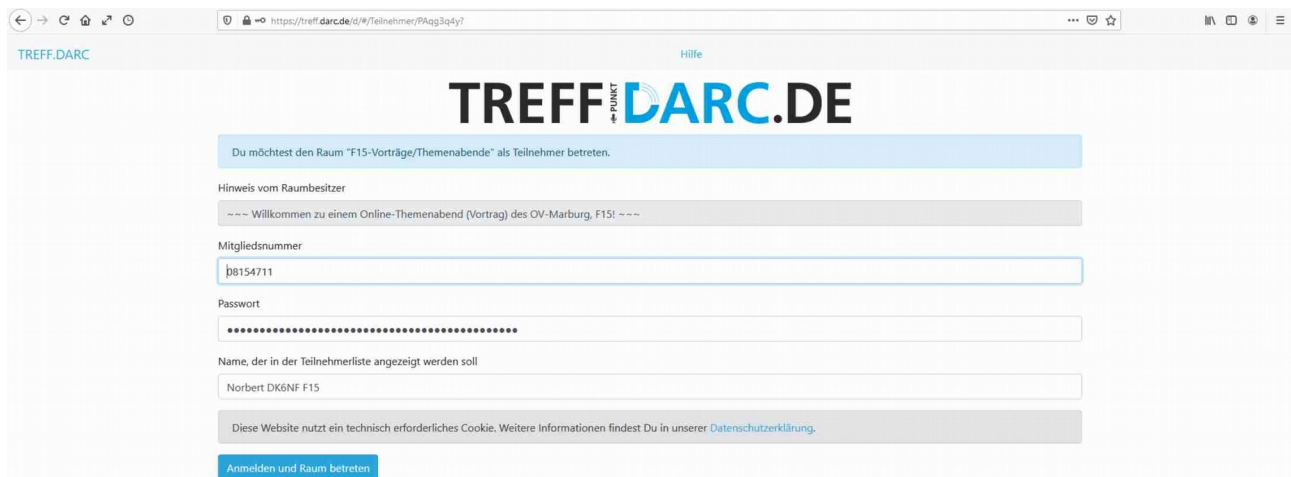 https://treff.darc.de/d/#/Teilnehmer/PAqg3q4y?
TREFF.DARC
Hilfe
TREFFPUNKT DARC.DE
Du möchtest den Raum "F15-Vorträge/Themenabende" als Teilnehmer betreten.
Hinweis vom Raumbesitzer
~~~ Willkommen zu einem Online-Themenabend (Vortrag) des OV-Marburg, F15! ~~~
Mitgliedsnummer
08154711
Passwort
Name, der in der Teilnehmerliste angezeigt werden soll
Norbert DK6NF F15
Diese Website nutzt ein technisch erforderliches Cookie. Weitere Informationen findest Du in unserer Datenschutzerklärung.
Anmelden und Raum betreten